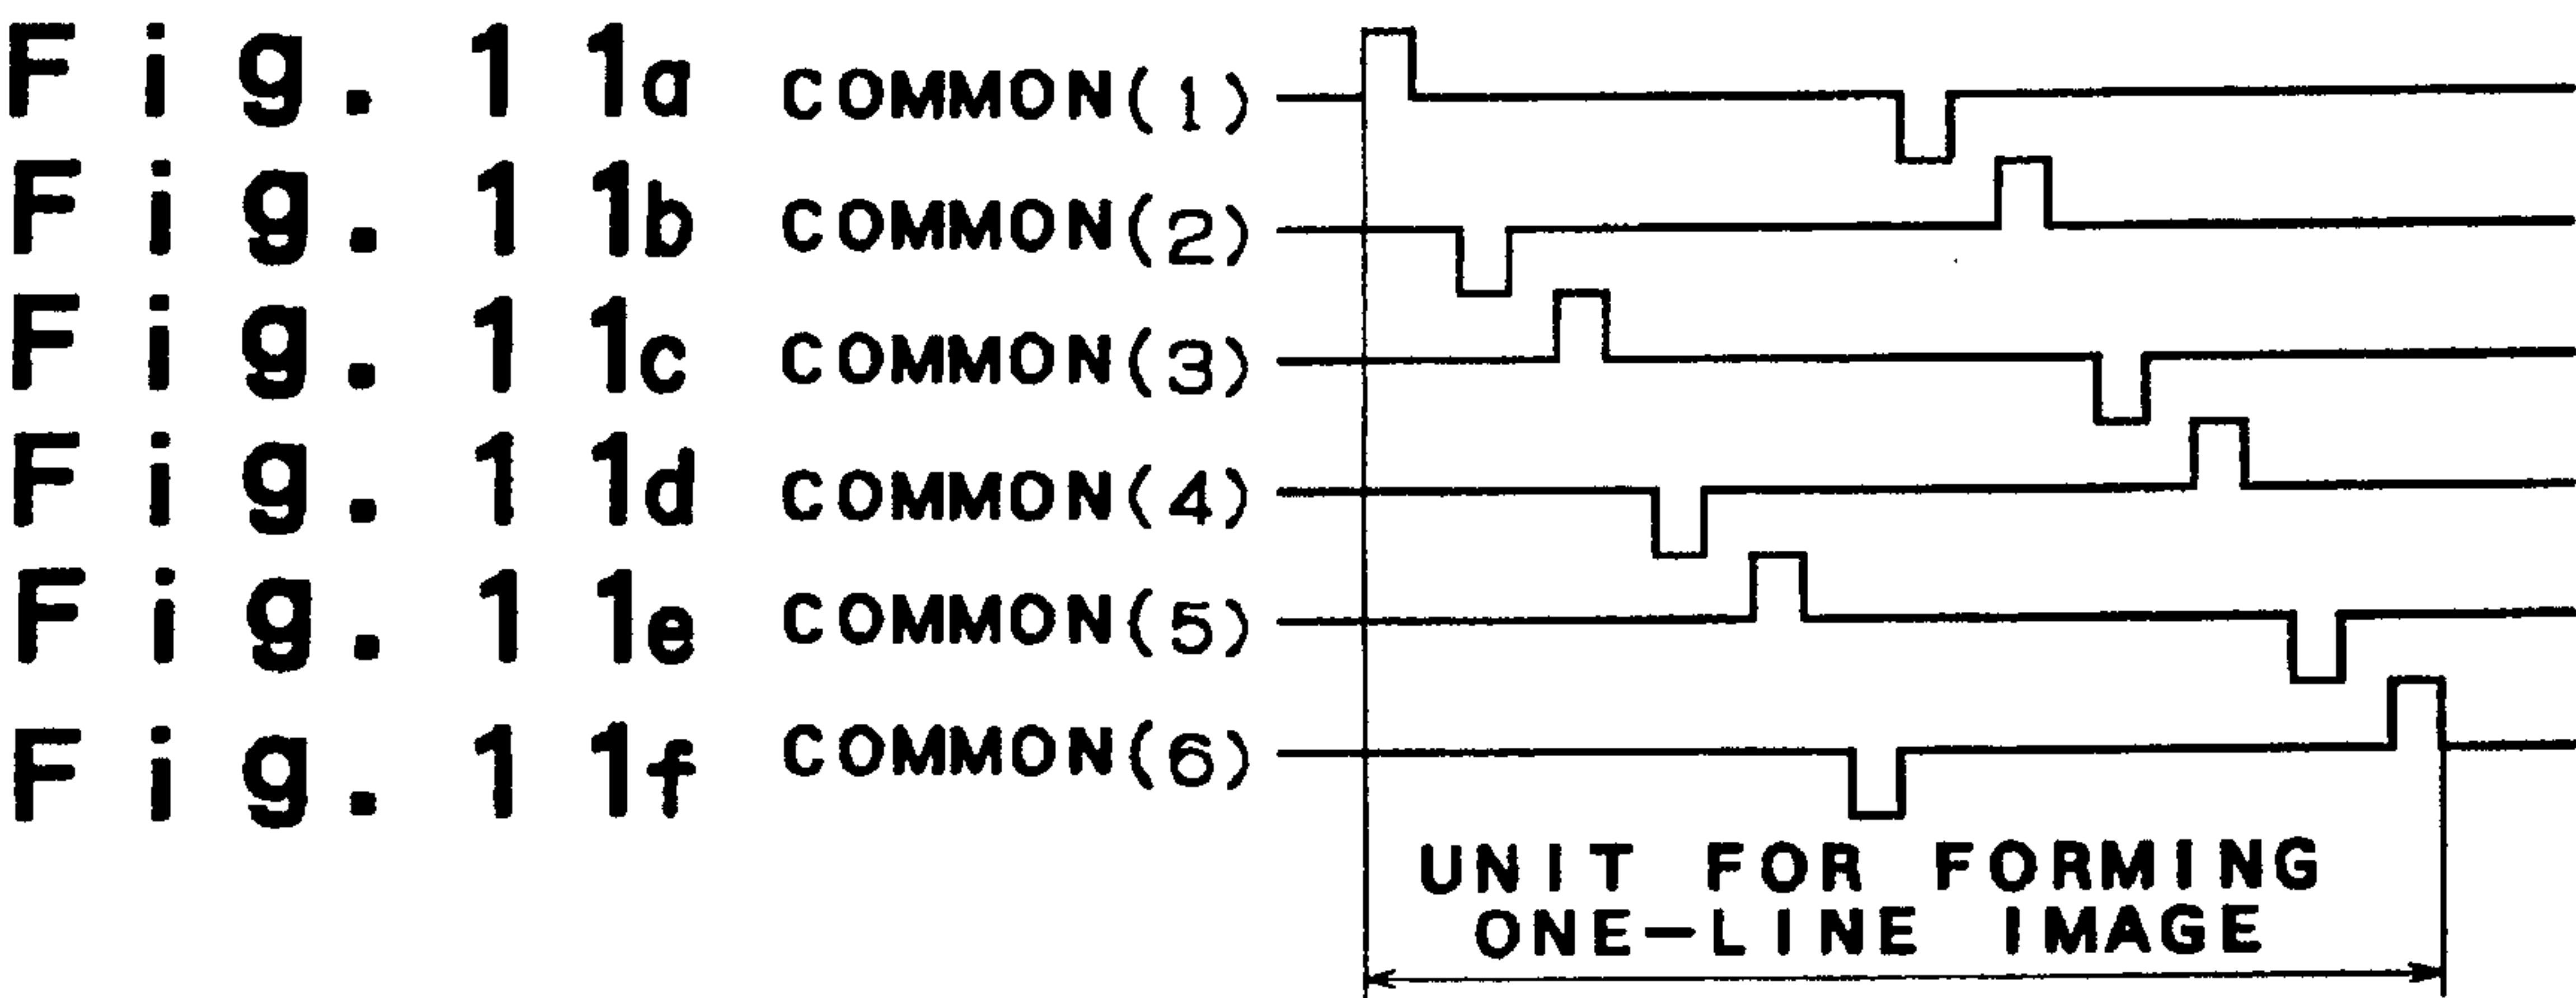 Fig. 11a COMMON(1)
Fig. 11b COMMON(2)
Fig. 11c COMMON(3)
Fig. 11d COMMON(4)
Fig. 11e COMMON(5)
Fig. 11f COMMON(6)
UNIT FOR FORMING
ONE-LINE IMAGE